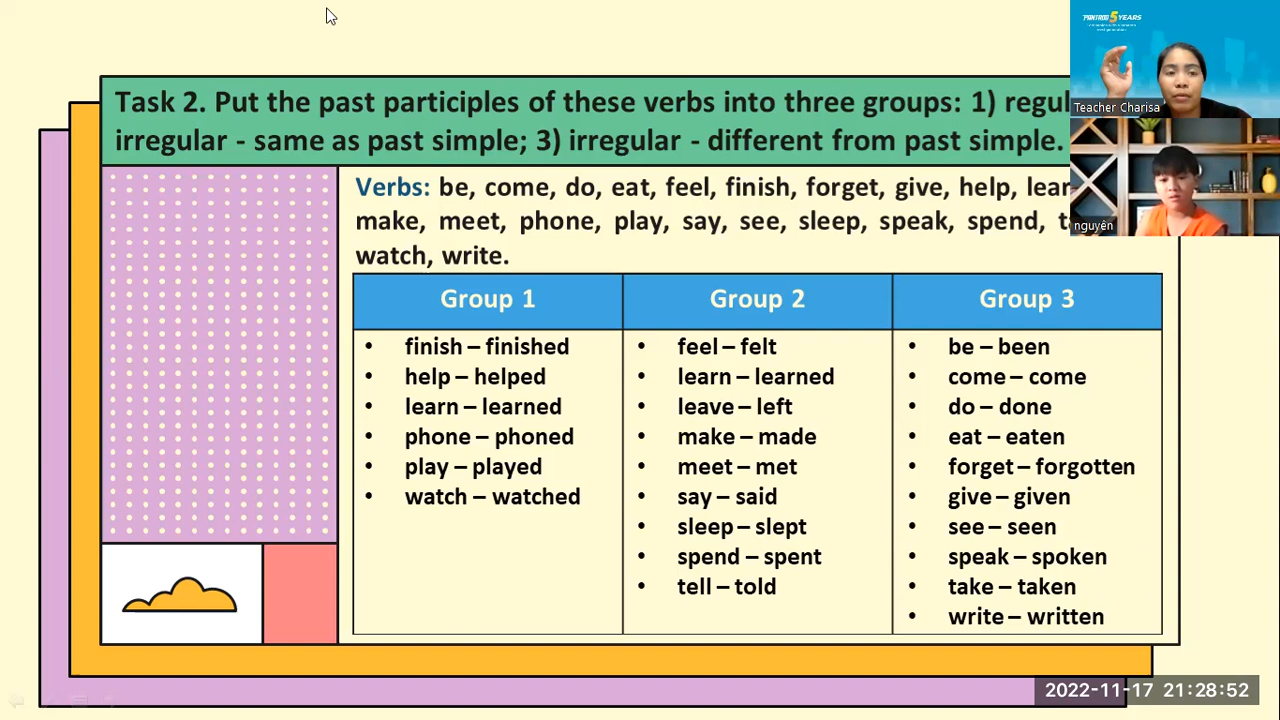 PANTADO 5 YEARS
Task 2. Put the past participles of these verbs into three groups: 1)
irregular - same as past simple; 3) irregular - different from past simple.
Teacher Charisa
Verbs: be, come, do, eat, feel, finish, forget, give, help,
make, meet, phone, play, say, see, sleep, speak, spend,
nguyên
watch, write.
Group 1
finish – finished
help – helped
learn – learned
phone – phoned
play – played
watch – watched
Group 2
feel – felt
learn – learned
leave – left
make – made
meet – met
say – said
sleep – slept
spend – spent
tell – told
Group 3
be – been
come – come
do – done
eat – eaten
forget – forgotten
give – given
see – seen
speak – spoken
take – taken
write – written
2022-11-17 21:28:52